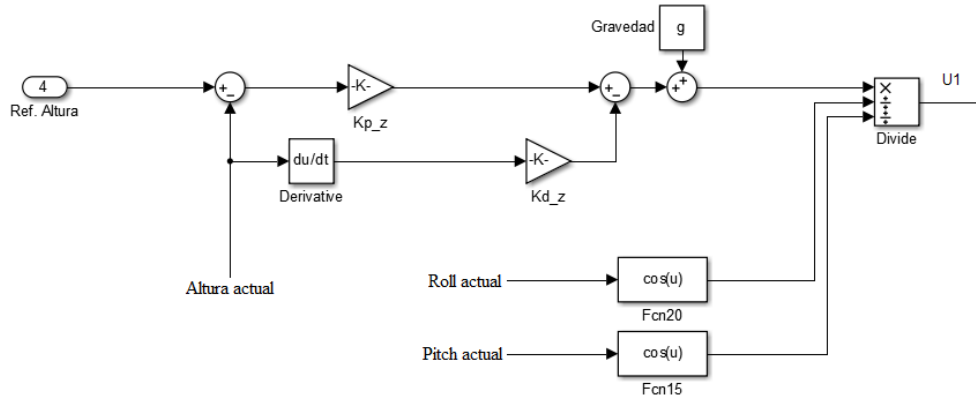 Gravedad
g
U1
4
Ref. Altura
+
−
-K-
Kp_z
+
−
+
+
×
÷
÷
Divide
du/dt
Derivative
-K-
Kd_z
Altura actual
Roll actual
cos(u)
Fcn20
Pitch actual
cos(u)
Fcn15